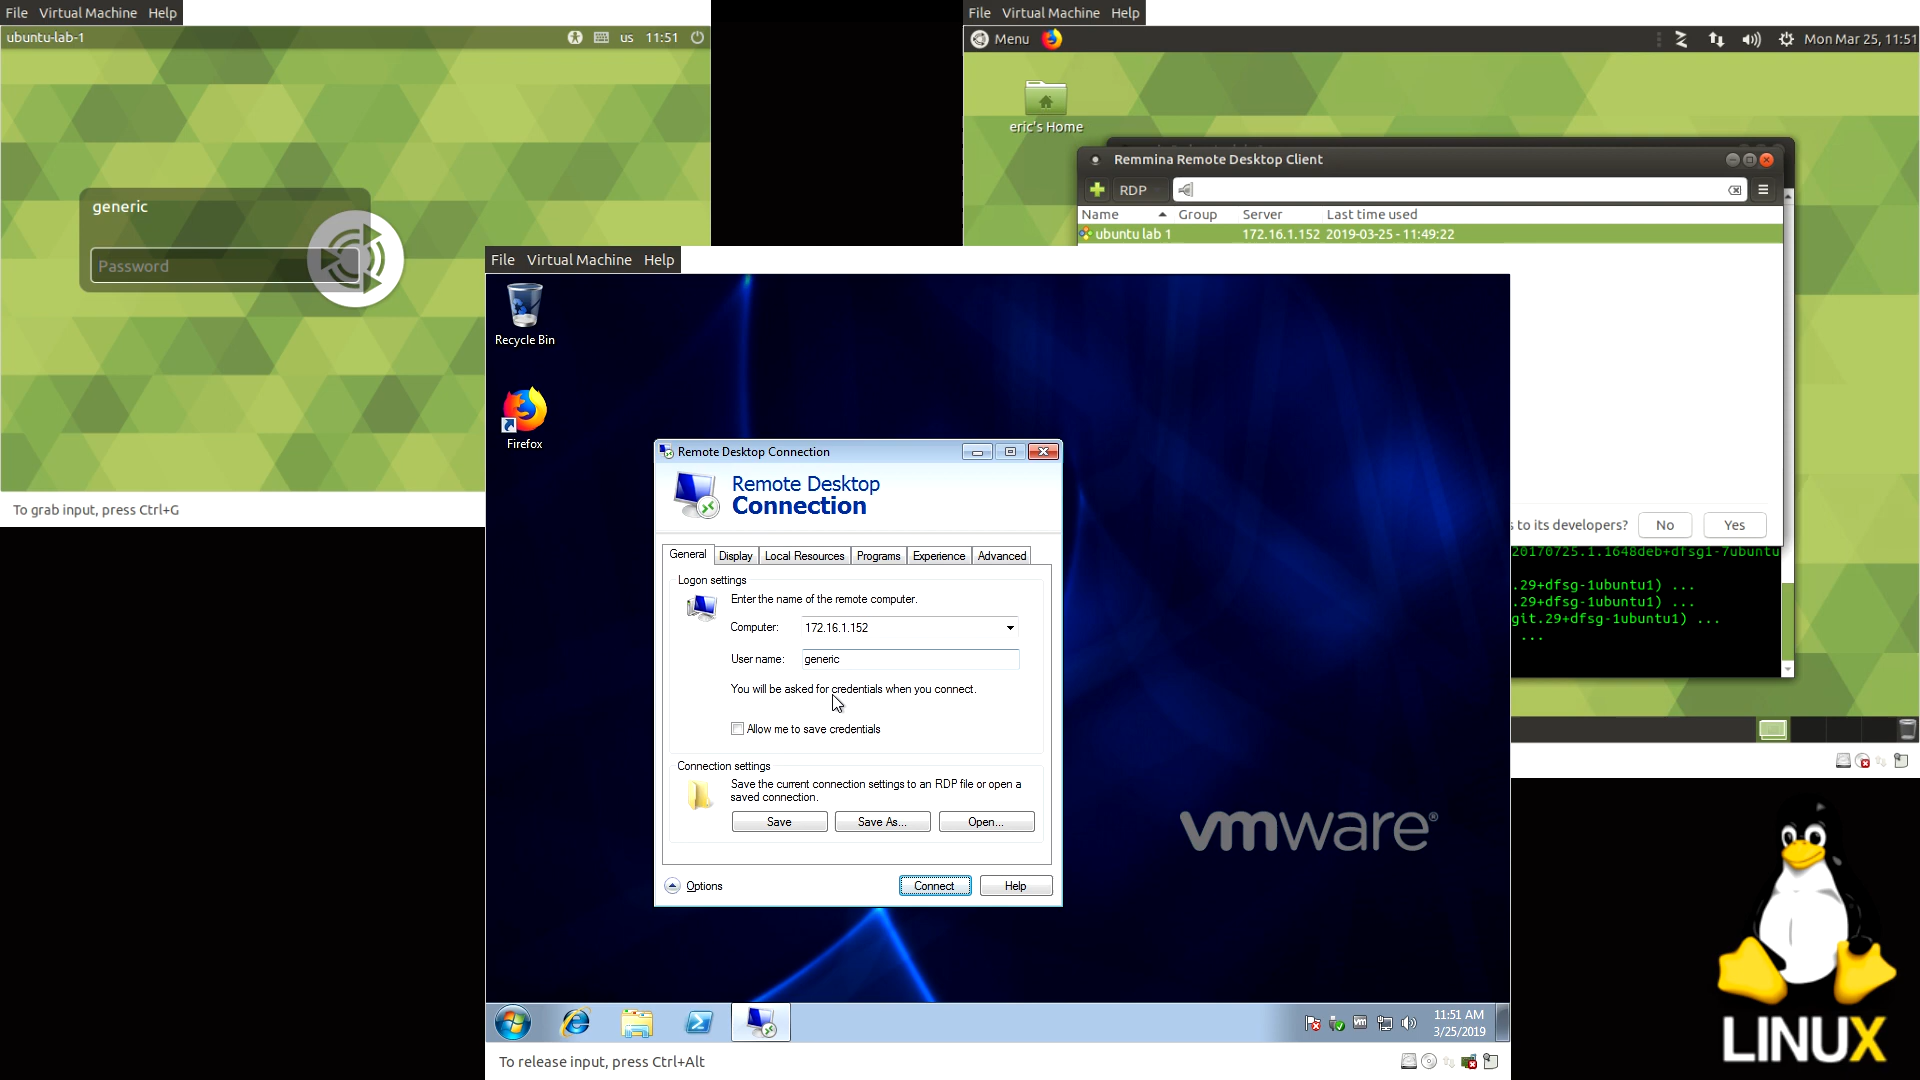 File Virtual Machine Help
ubuntu-lab-1
us 11:51
generic
Password
To grab input, press Ctrl+G
File Virtual Machine Help
Menu
Mon Mar 25, 11:51
eric's Home
Remmina Remote Desktop Client
RDP
Name Group Server Last time used
ubuntu lab 1 172.16.1.152 2019-03-25 - 11:49:22
s to its developers? No Yes
20170725.1.1648deb+dfsg1-7ubuntu
.29+dfsg-1ubuntu1) ...
.29+dfsg-1ubuntu1) ...
git.29+dfsg-1ubuntu1) ...
...
File Virtual Machine Help
Recycle Bin
Firefox
Remote Desktop Connection
Remote Desktop
Connection
General Display Local Resources Programs Experience Advanced
Logon settings
Enter the name of the remote computer.
Computer: 172.16.1.152
User name: generic
You will be asked for credentials when you connect.
Allow me to save credentials
Connection settings
Save the current connection settings to an RDP file or open a
saved connection.
Save Save As... Open...
Options Connect Help
vmware®
vm
11:51 AM
3/25/2019
To release input, press Ctrl+Alt
LINUX